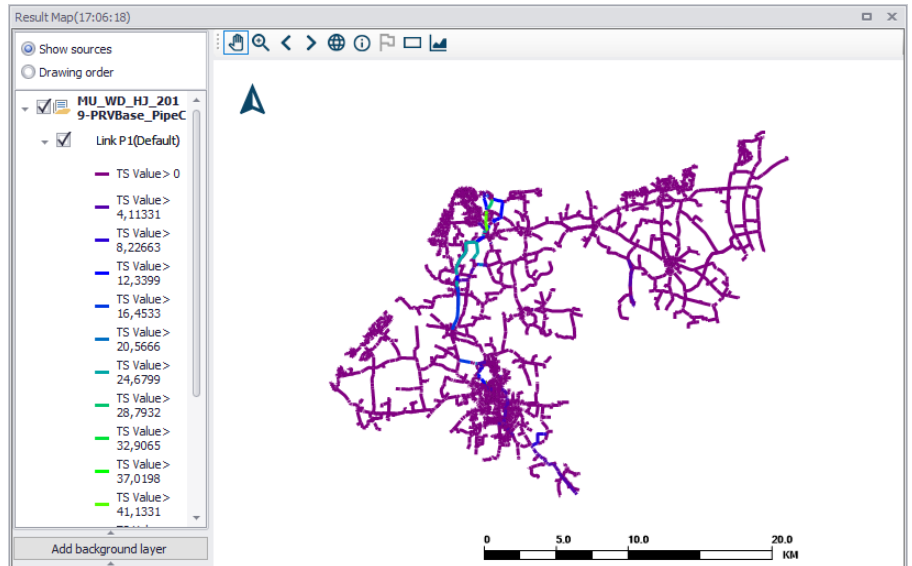 Result Map(17:06:18)
Show sources
Drawing order
MU_WD_HJ_201
9-PRVBase_PipeC
Link P1(Default)
TS Value> 0
TS Value>
4,11331
TS Value>
8,22663
TS Value>
12,3399
TS Value>
16,4533
TS Value>
20,5666
TS Value>
24,6799
TS Value>
28,7932
TS Value>
32,9065
TS Value>
37,0198
TS Value>
41,1331
Add background layer
0 5.0 10.0 20.0
KM